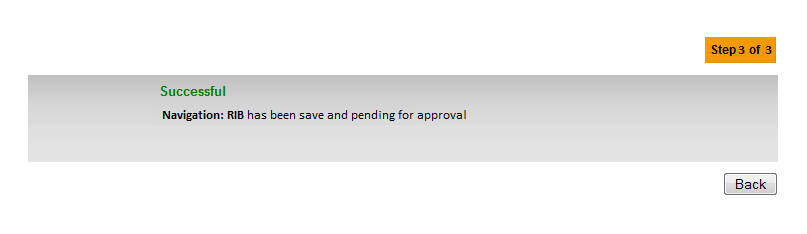 Step 3 of 3
Successful
Navigation: RIB has been save and pending for approval
Back